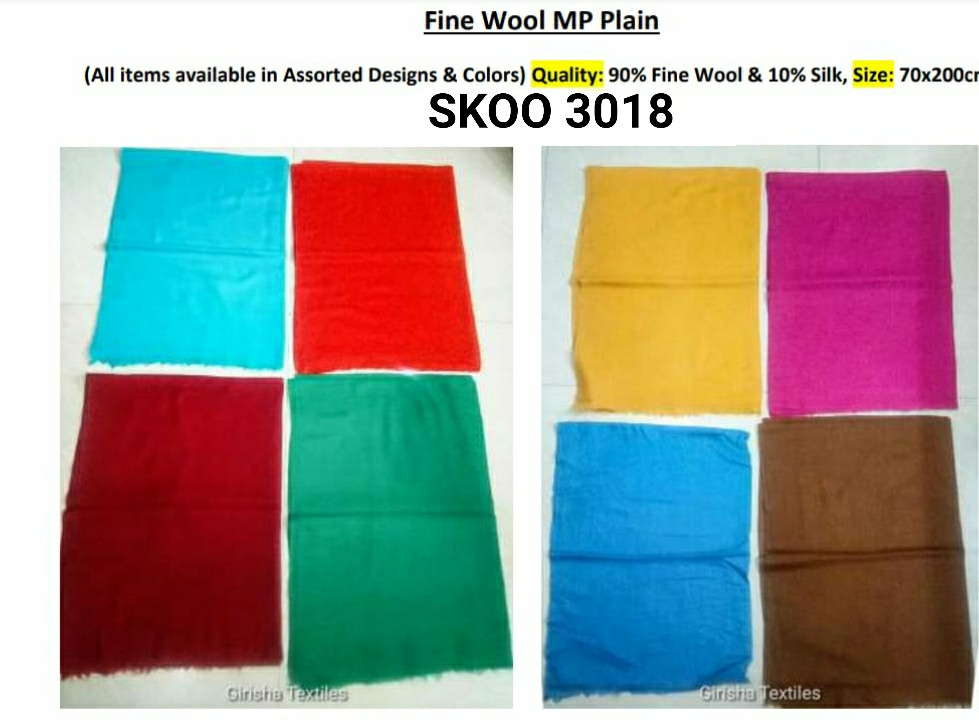 Fine Wool MP Plain
(All items available in Assorted Designs & Colors) Quality: 90% Fine Wool & 10% Silk, Size: 70x200cm
SKOO 3018
Girisha Textiles
Girisha Textiles